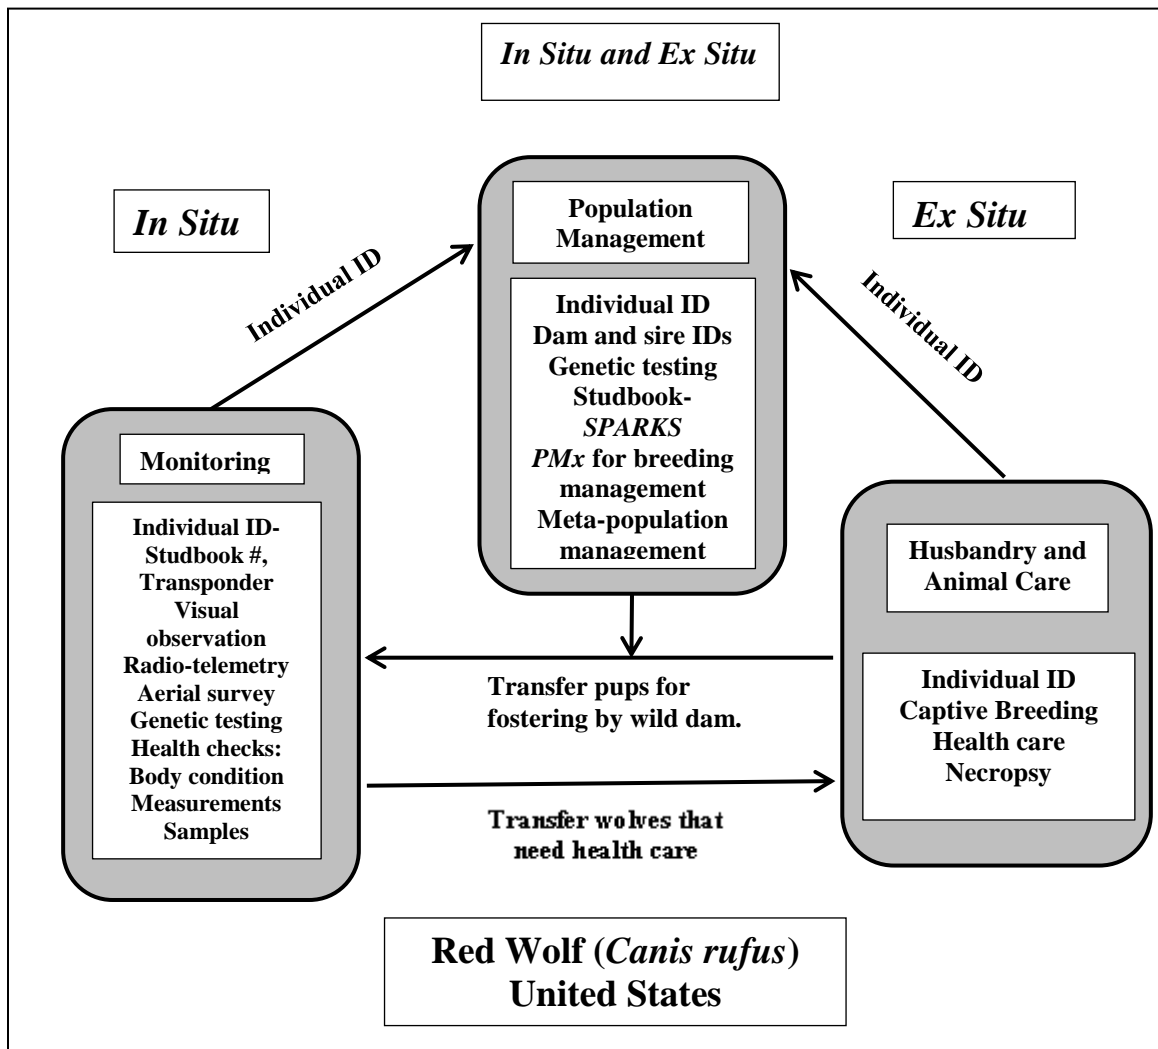 In Situ and Ex Situ
In Situ
Ex Situ
Individual ID
Individual ID
Population
Management
Individual ID
Dam and sire IDs
Genetic testing
Studbook-
SPARKS
PMx for breeding
management
Meta-population
management
Monitoring
Individual ID-
Studbook #,
Transponder
Visual
observation
Radio-telemetry
Aerial survey
Genetic testing
Health checks:
Body condition
Measurements
Samples
Husbandry and
Animal Care
Individual ID
Captive Breeding
Health care
Necropsy
Transfer pups for
fostering by wild dam.
Transfer wolves that
need health care
Red Wolf (Canis rufus)
United States